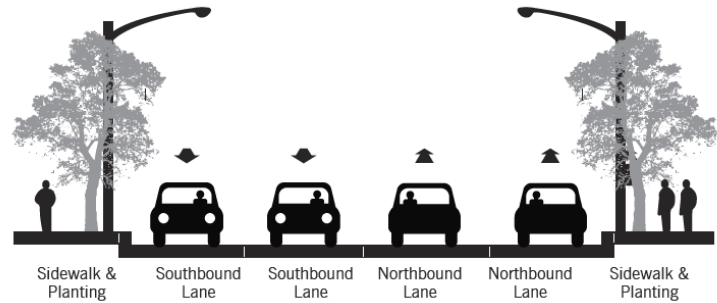 Sidewalk &
Planting
Southbound
Lane
Southbound
Lane
Northbound
Lane
Northbound
Lane
Sidewalk &
Planting